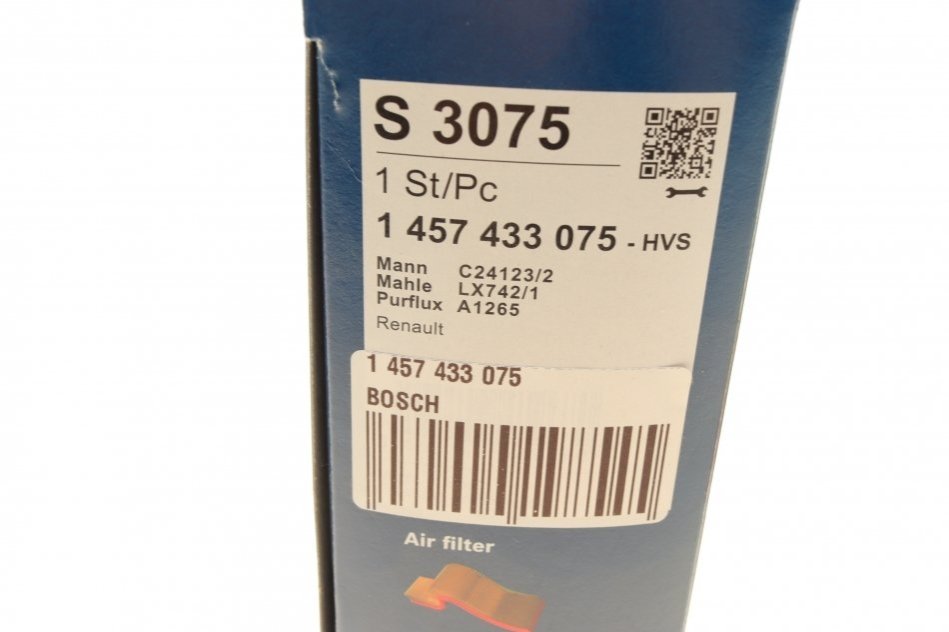 S 3075
1 St/Pc
1 457 433 075 - HVS
Mann C24123/2
Mahle LX742/1
Purflux A1265
Renault
1 457 433 075
BOSCH
Air filter